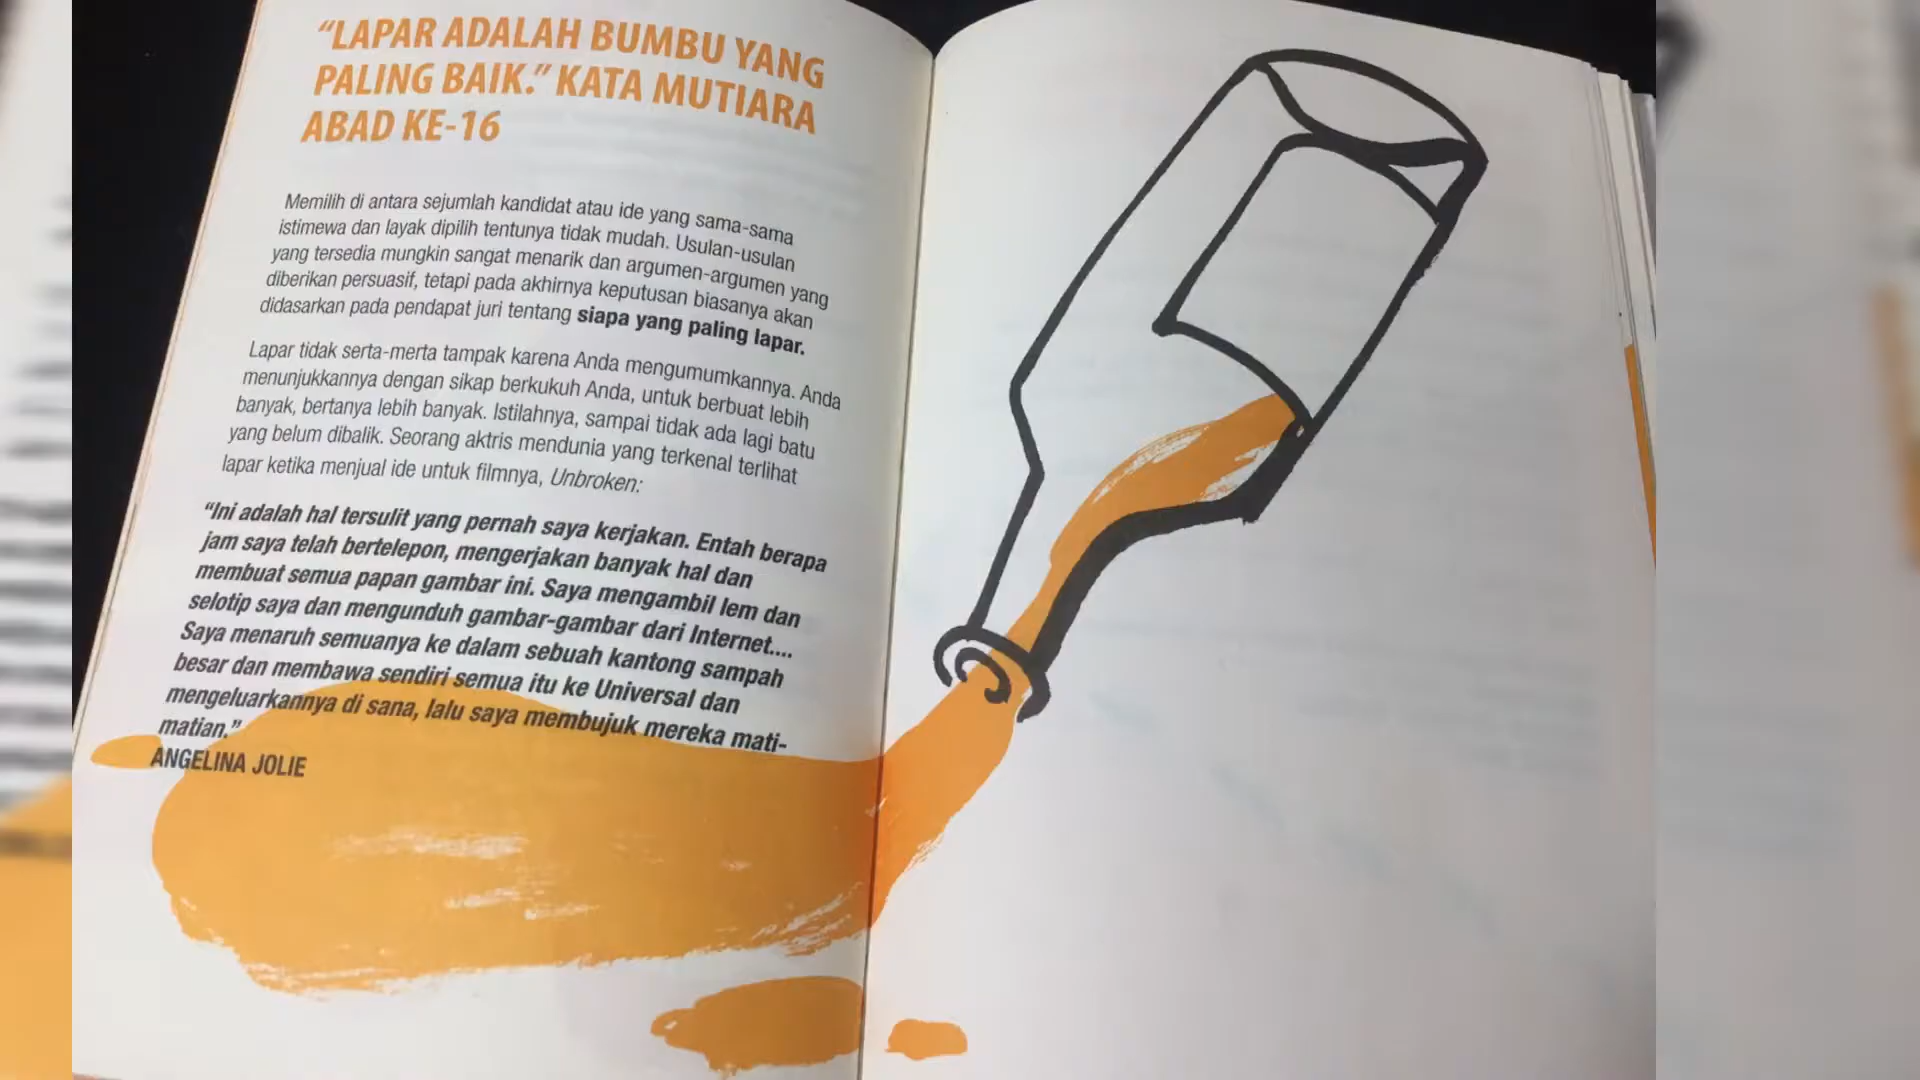 “LAPAR ADALAH BUMBU YANG
PALING BAIK.” KATA MUTIARA
ABAD KE-16
Memilih di antara sejumlah kandidat atau ide yang sama-sama
istimewa dan layak dipilih tentunya tidak mudah. Usulan-usulan
yang tersedia mungkin sangat menarik dan argumen-argumen yang
diberikan persuasif, tetapi pada akhirnya keputusan biasanya akan
didasarkan pada pendapat juri tentang siapa yang paling lapar.
Lapar tidak serta-merta tampak karena Anda mengumumkannya. Anda
menunjukkannya dengan sikap berkukuh Anda, untuk berbuat lebih
banyak, bertanya lebih banyak. Istilahnya, sampai tidak ada lagi batu
yang belum dibalik. Seorang aktris mendunia yang terkenal terlihat
lapar ketika menjual ide untuk filmnya, Unbroken:
“Ini adalah hal tersulit yang pernah saya kerjakan. Entah berapa
jam saya telah bertelepon, mengerjakan banyak hal dan
membuat semua papan gambar ini. Saya mengambil lem dan
selotip saya dan mengunduh gambar-gambar dari Internet....
Saya menaruh semuanya ke dalam sebuah kantong sampah
besar dan membawa sendiri semua itu ke Universal dan
mengeluarkannya di sana, lalu saya membujuk mereka mati-
matian.”
ANGELINA JOLIE